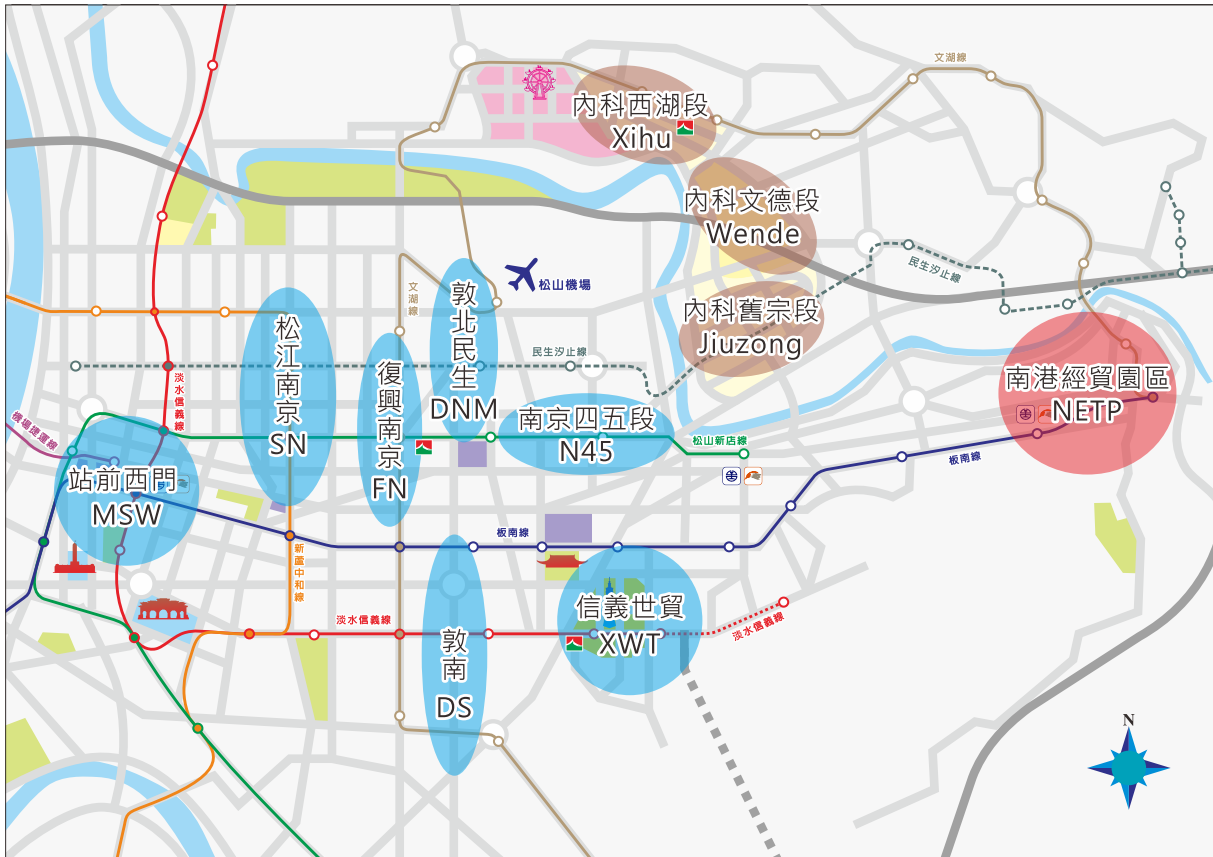 文湖線
內科西湖段
Xihu
內科文德段
Wende
民生汐止線
松山機場
文湖線
敦北民生
DNM
內科舊宗段
Jiuzong
松江南京
SN
民生汐止線
復興南京
FN
淡水信義線
南港經貿園區
NETP
機場捷運線
南京四五段
N45
松山新店線
板南線
站前西門
MSW
板南線
新蘆中和線
信義世貿
XWT
淡水信義線
淡水信義線
敦南
DS
N